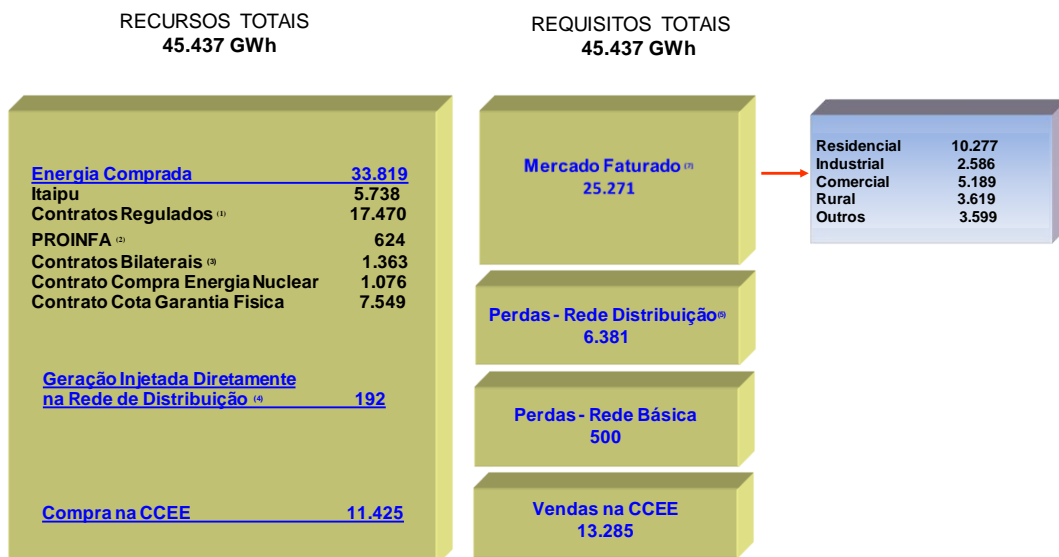 RECURSOS TOTAIS
45.437 GWh
REQUISITOS TOTAIS
45.437 GWh
Energia Comprada 33.819
Itaipu 5.738
Contratos Regulados (1) 17.470
PROINFA (2) 624
Contratos Bilaterais (3) 1.363
Contrato Compra Energia Nuclear 1.076
Contrato Cota Garantia Fisica 7.549
Geração Injetada Diretamente
na Rede de Distribuição (4) 192
Compra na CCEE 11.425
Mercado Faturado (7)
25.271
Perdas - Rede Distribuição(5)
6.381
Perdas - Rede Básica
500
Vendas na CCEE
13.285
Residencial 10.277
Industrial 2.586
Comercial 5.189
Rural 3.619
Outros 3.599